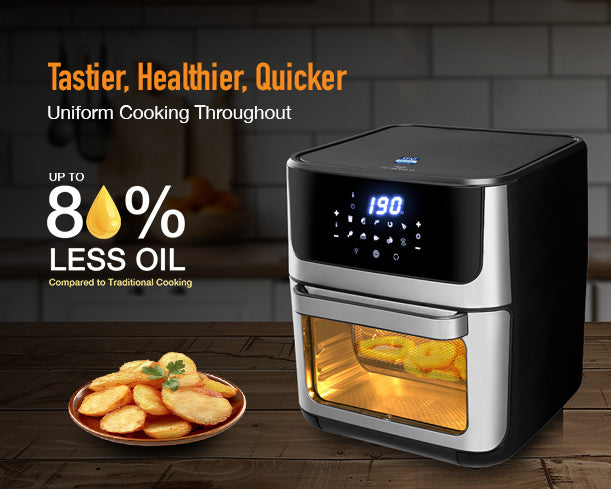 Tastier, Healthier, Quicker
Uniform Cooking Throughout
UP TO
80%
LESS OIL
Compared to Traditional Cooking
190